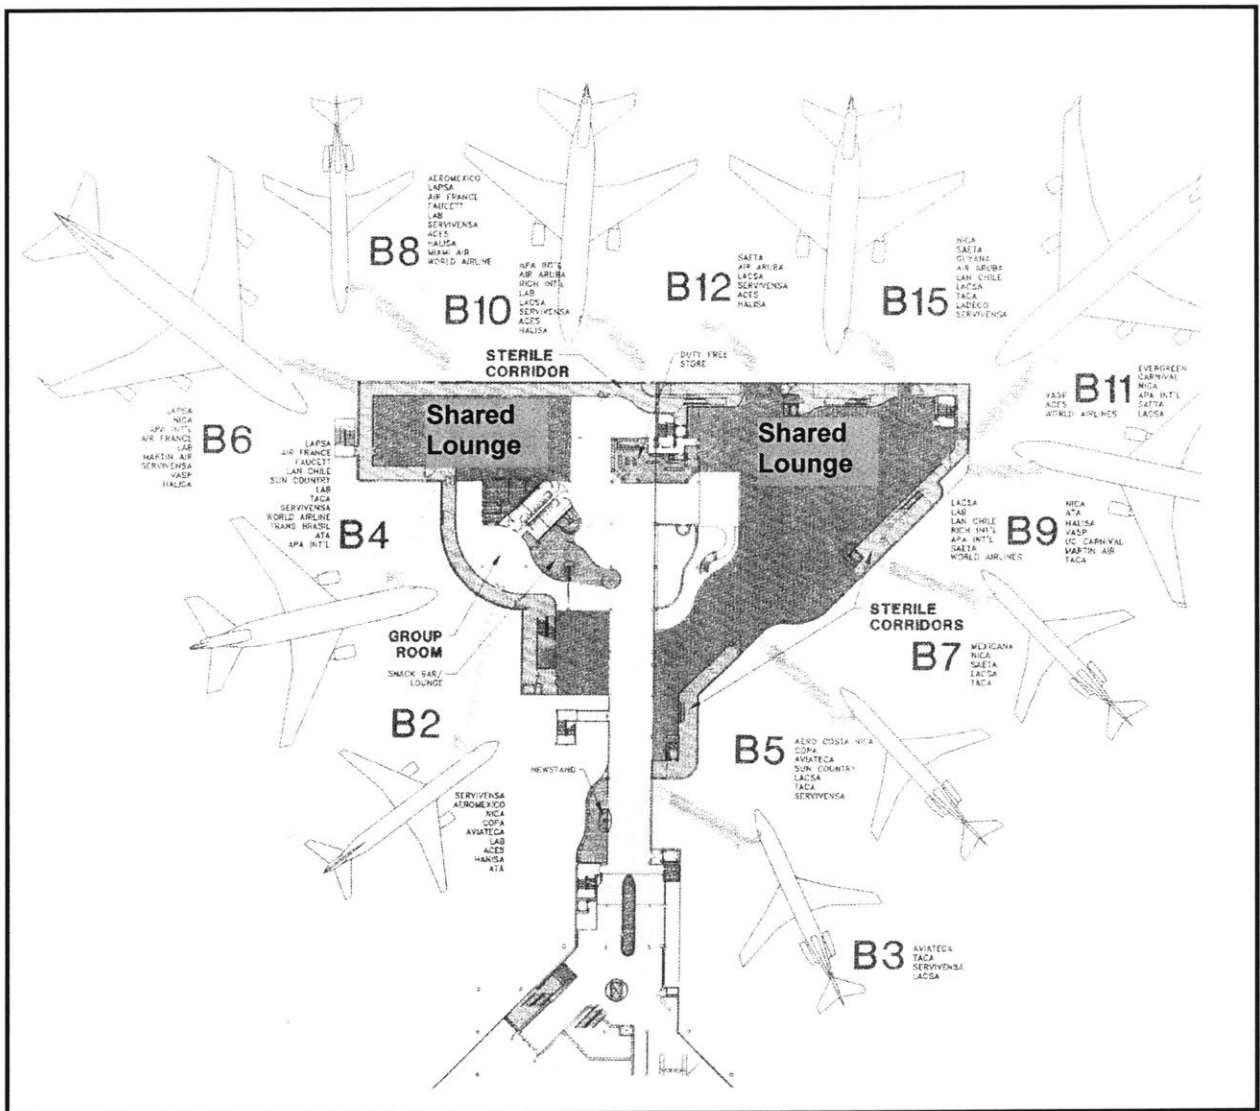 B8
AEROMEXICO
LAPSA
AIR FRANCE
FAUCETT
LAB
SERVIVENSA
ACES
HALISA
MIAMI AIR
WORLD AIRLINE
B10
APA INT'L
AIR ARUBA
RICH INT'L
LAB
LACSA
SERVIVENSA
ACES
HALISA
B12
SAETA
AIR ARUBA
LACSA
SERVIVENSA
ACES
HALISA
B15
NICA
SAETA
GUYANA
AIR ARUBA
LAN CHILE
LACSA
TACA
LADECO
SERVIVENSA
STERILE
CORRIDOR
DUTY FREE
STORE
Shared
Lounge
Shared
Lounge
VASP
ACES
WORLD AIRLINES
B11
EVERGREEN
CARNIVAL
NICA
APA INT'L
SAETA
LACSA
LAPSA
NICA
APA INT'L
AIR FRANCE
LAB
MARTIN AIR
SERVIVENSA
VASP
HALISA
B6
LAPSA
AIR FRANCE
FAUCETT
LAN CHILE
SUN COUNTRY
LAB
TACA
SERVIVENSA
WORLD AIRLINE
TRANS BRASIL
ATA
APA INT'L
B4
LACSA
LAB
LAN CHILE
RICH INT'L
APA INT'L
SAETA
WORLD AIRLINES
B9
NICA
ATA
HALISA
VASP
UC CARNIVAL
MARTIN AIR
TACA
STERILE
CORRIDORS
GROUP
ROOM
SNACK BAR/
LOUNGE
B7
MEXICANA
NICA
SAETA
LACSA
TACA
B2
SERVIVENSA
AEROMEXICO
NICA
COPA
AVIATECA
LAB
ACES
HANISA
ATA
NEWSTAND
B5
AERO COSTA RICA
COPA
AVIATECA
SUN COUNTRY
LACSA
TACA
SERVIVENSA
B3
AVIATECA
TACA
SERVIVENSA
LACSA